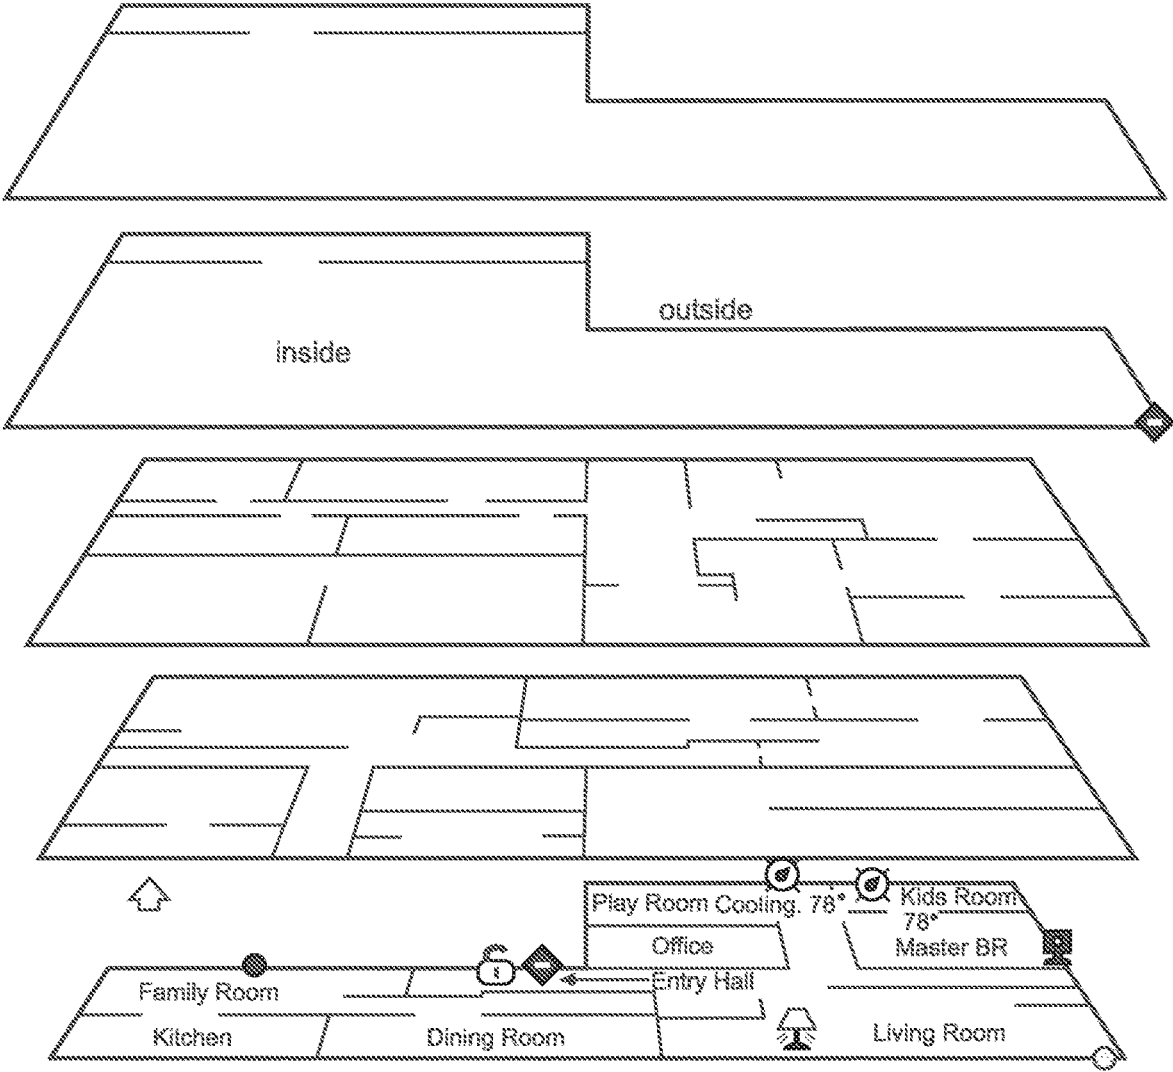 outside
inside
Play Room Cooling. 78°
Kids Room
78°
Office
Master BR
Entry Hall
Family Room
Kitchen
Dining Room
Living Room